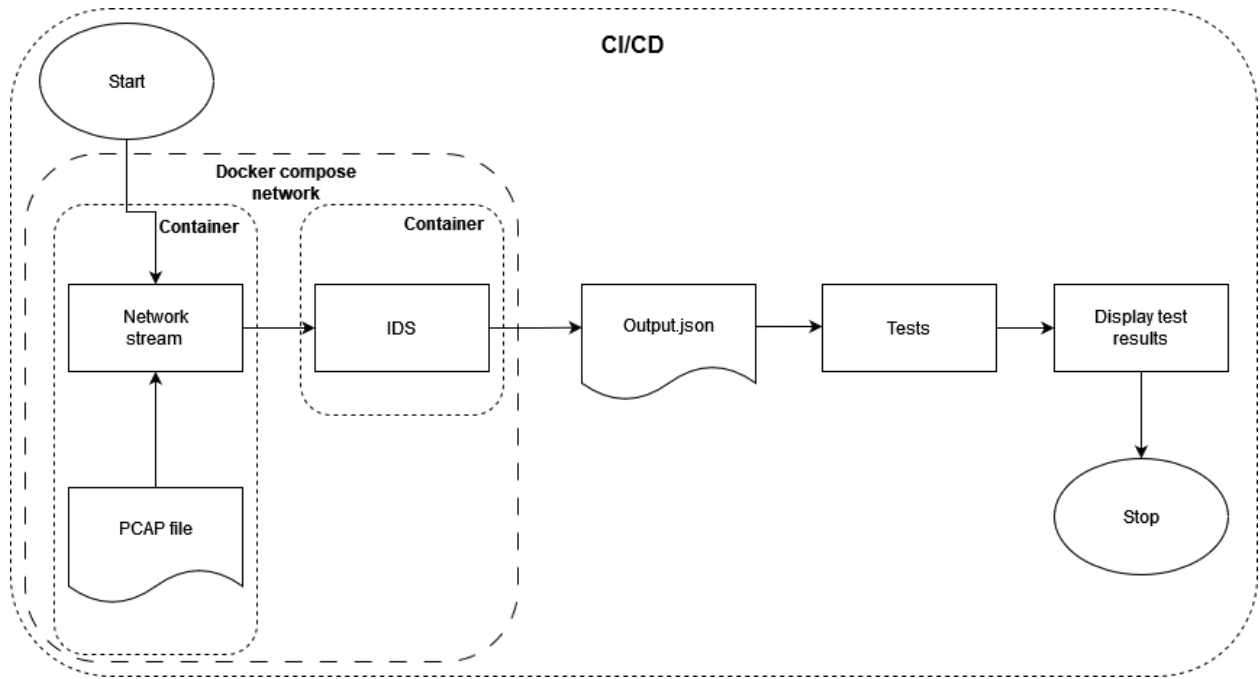 CI/CD
Start
Docker compose
network
Container
Container
Network
stream
IDS
Output.json
Tests
Display test
results
PCAP file
Stop